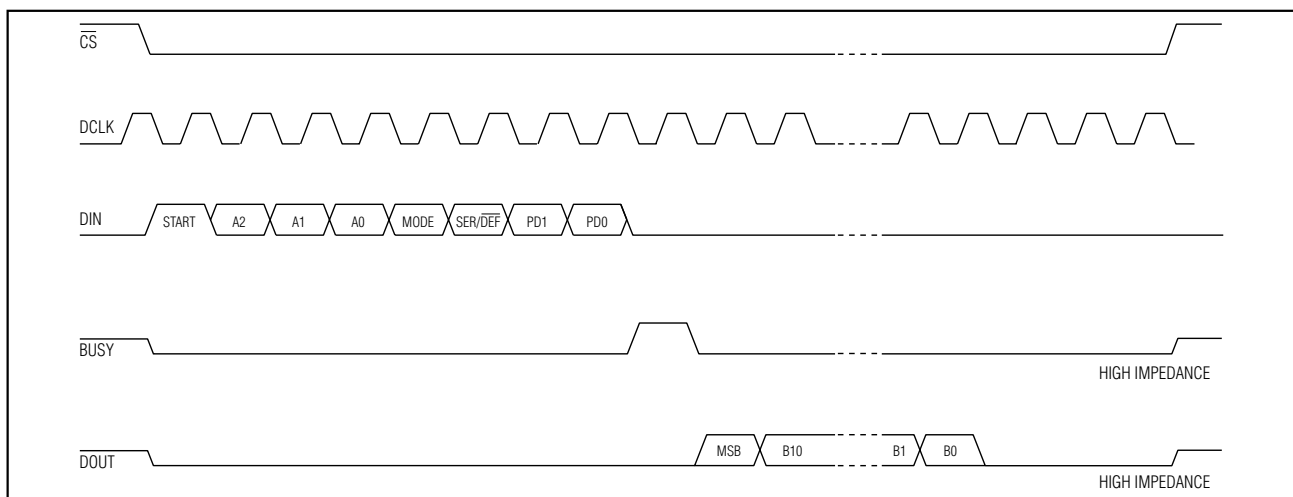 CS
DCLK
DIN START A2 A1 A0 MODE SER/DEF PD1 PD0
BUSY
HIGH IMPEDANCE
DOUT MSB B10 B1 B0
HIGH IMPEDANCE